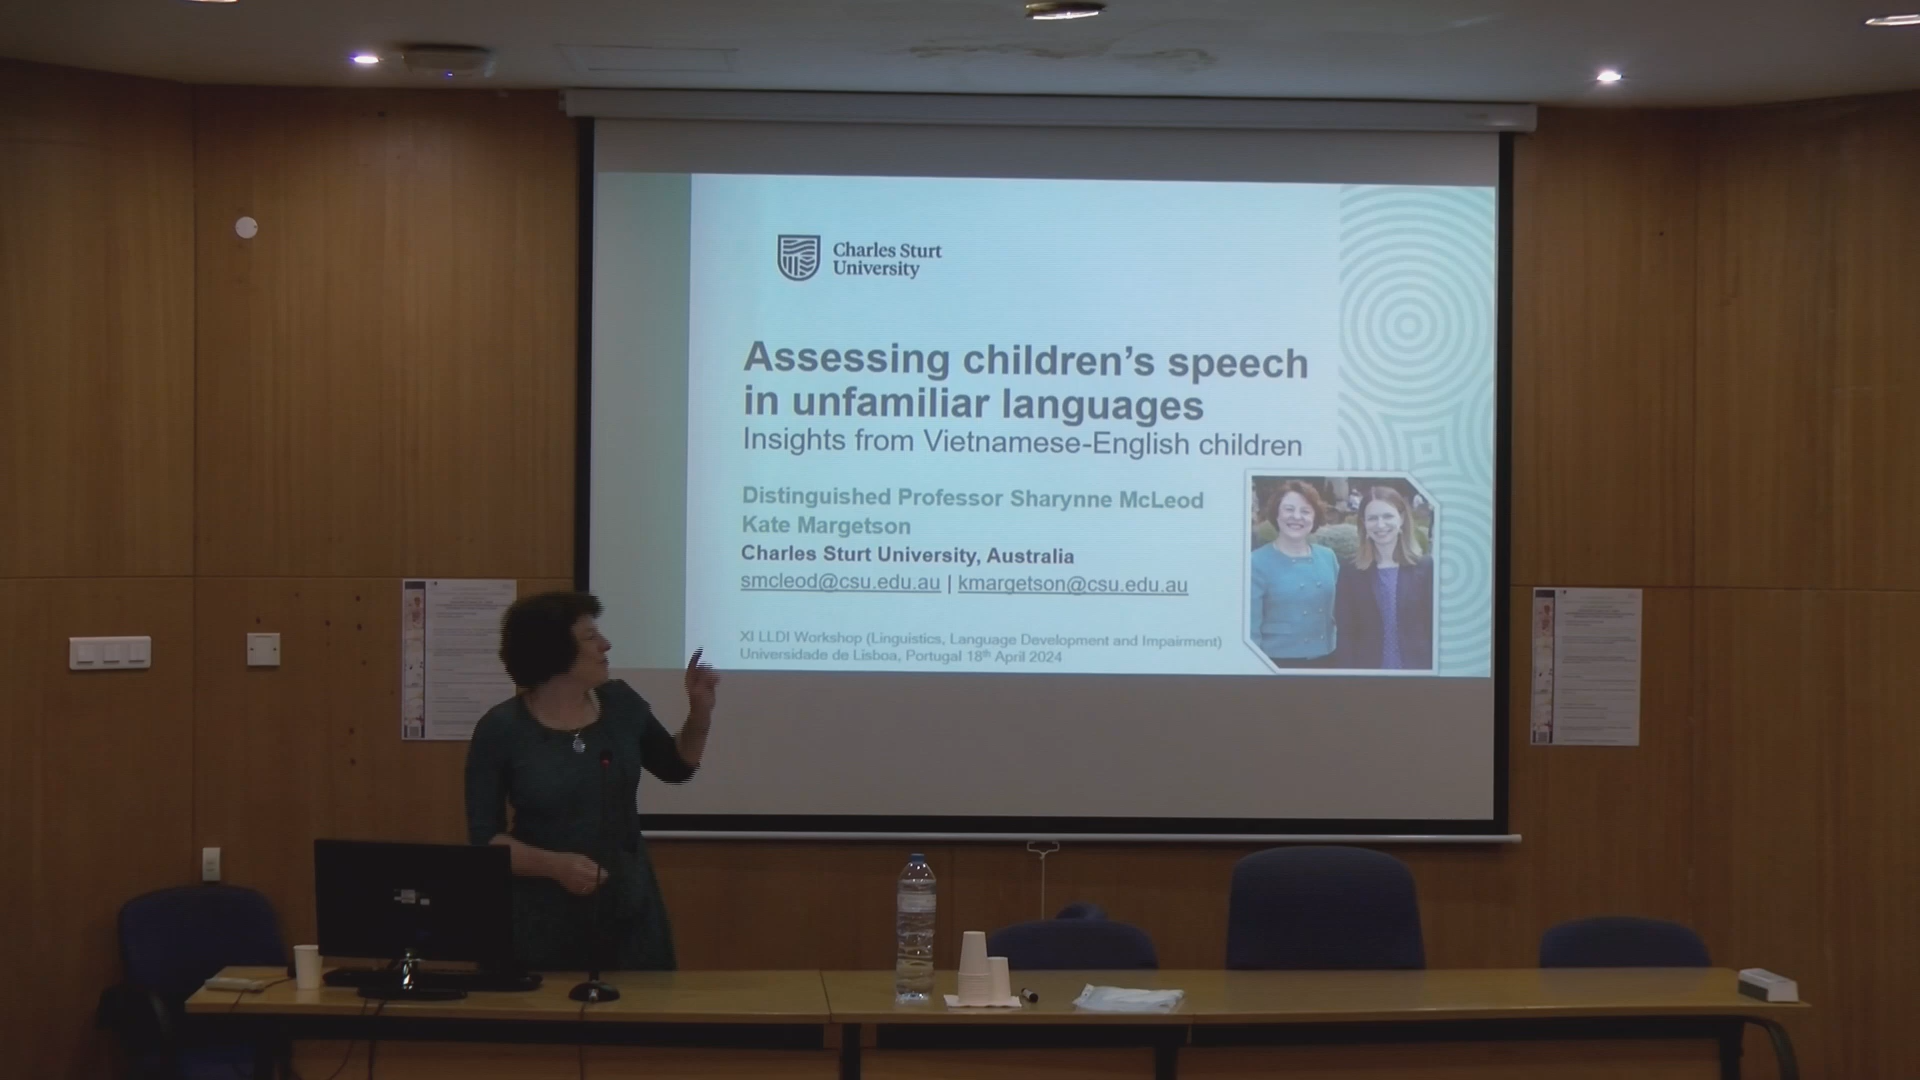 Charles Sturt
University
Assessing children's speech
in unfamiliar languages
Insights from Vietnamese-English children
Distinguished Professor Sharynne McLeod
Kate Margetson
Charles Sturt University, Australia
smcleod@csu.edu.au | kmargetson@csu.edu.au
XI LLDI Workshop (Linguistics, Language Development and Impairment)
Universidade de Lisboa, Portugal 18th April 2024